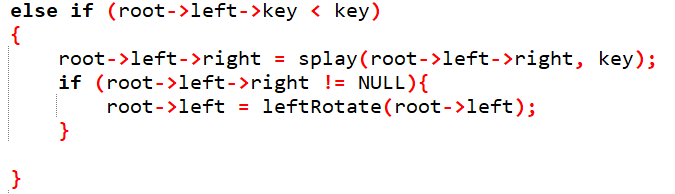 else if (root->left->key < key)
{
root->left->right = splay(root->left->right, key);
if (root->left->right != NULL){
root->left = leftRotate(root->left);
}
}